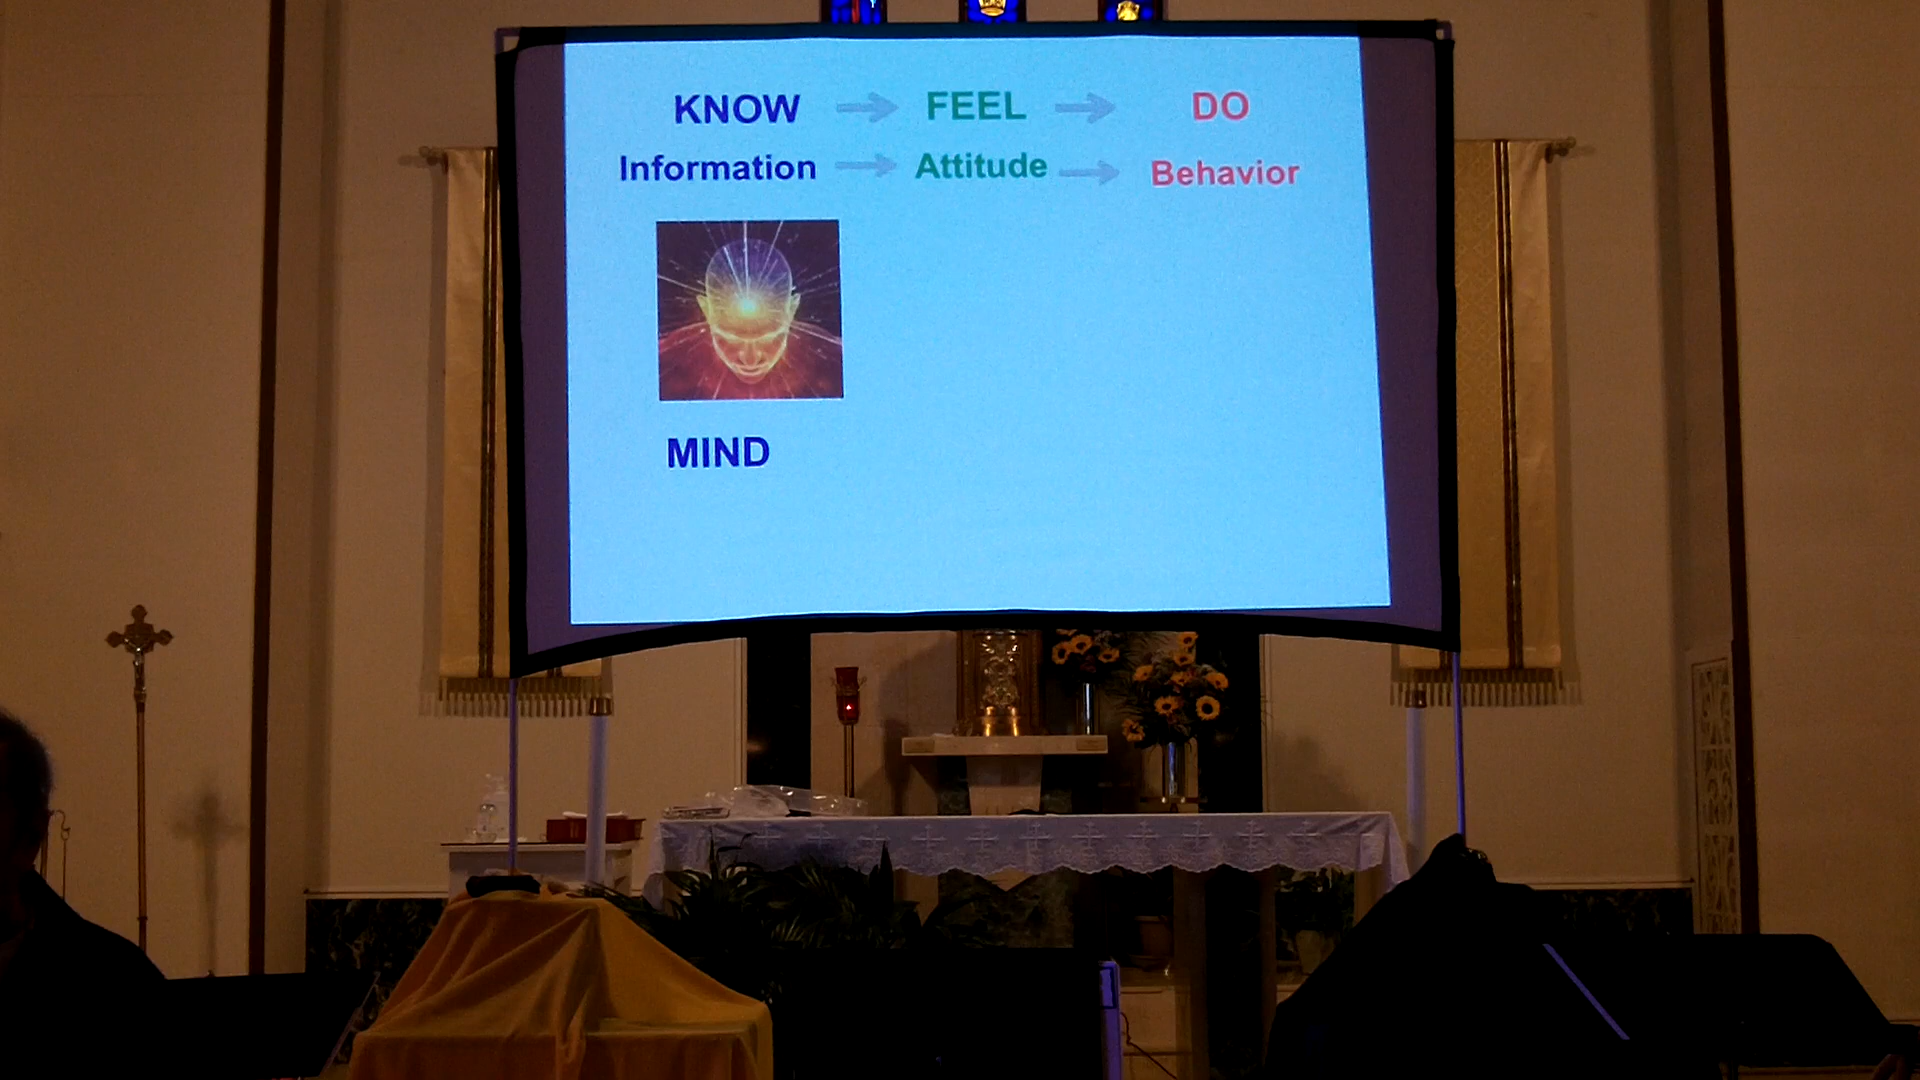 KNOW → FEEL → DO
Information → Attitude → Behavior
MIND